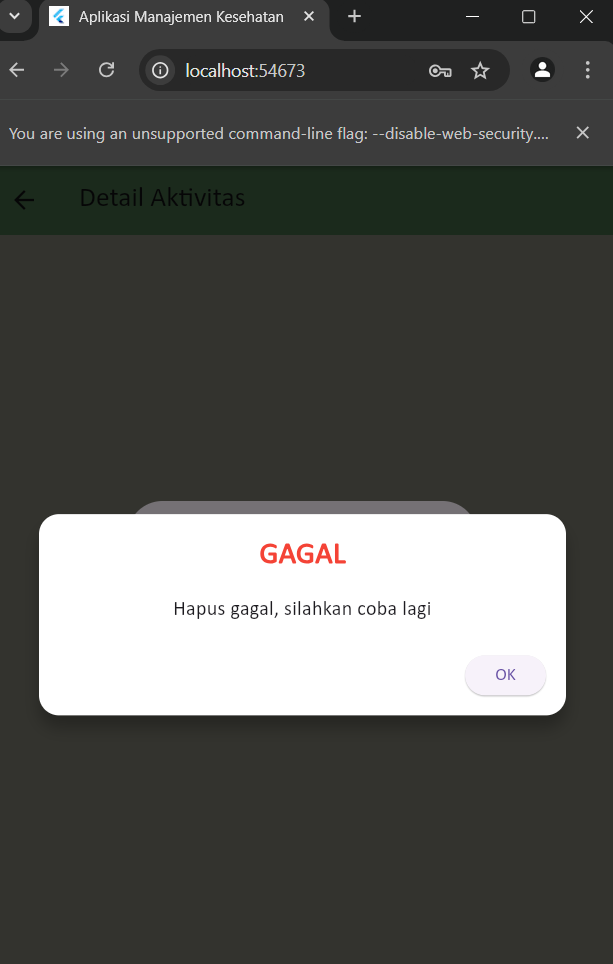 Aplikasi Manajemen Kesehatan
localhost:54673
You are using an unsupported command-line flag: --disable-web-security....
Detail Aktivitas
GAGAL
Hapus gagal, silahkan coba lagi
OK